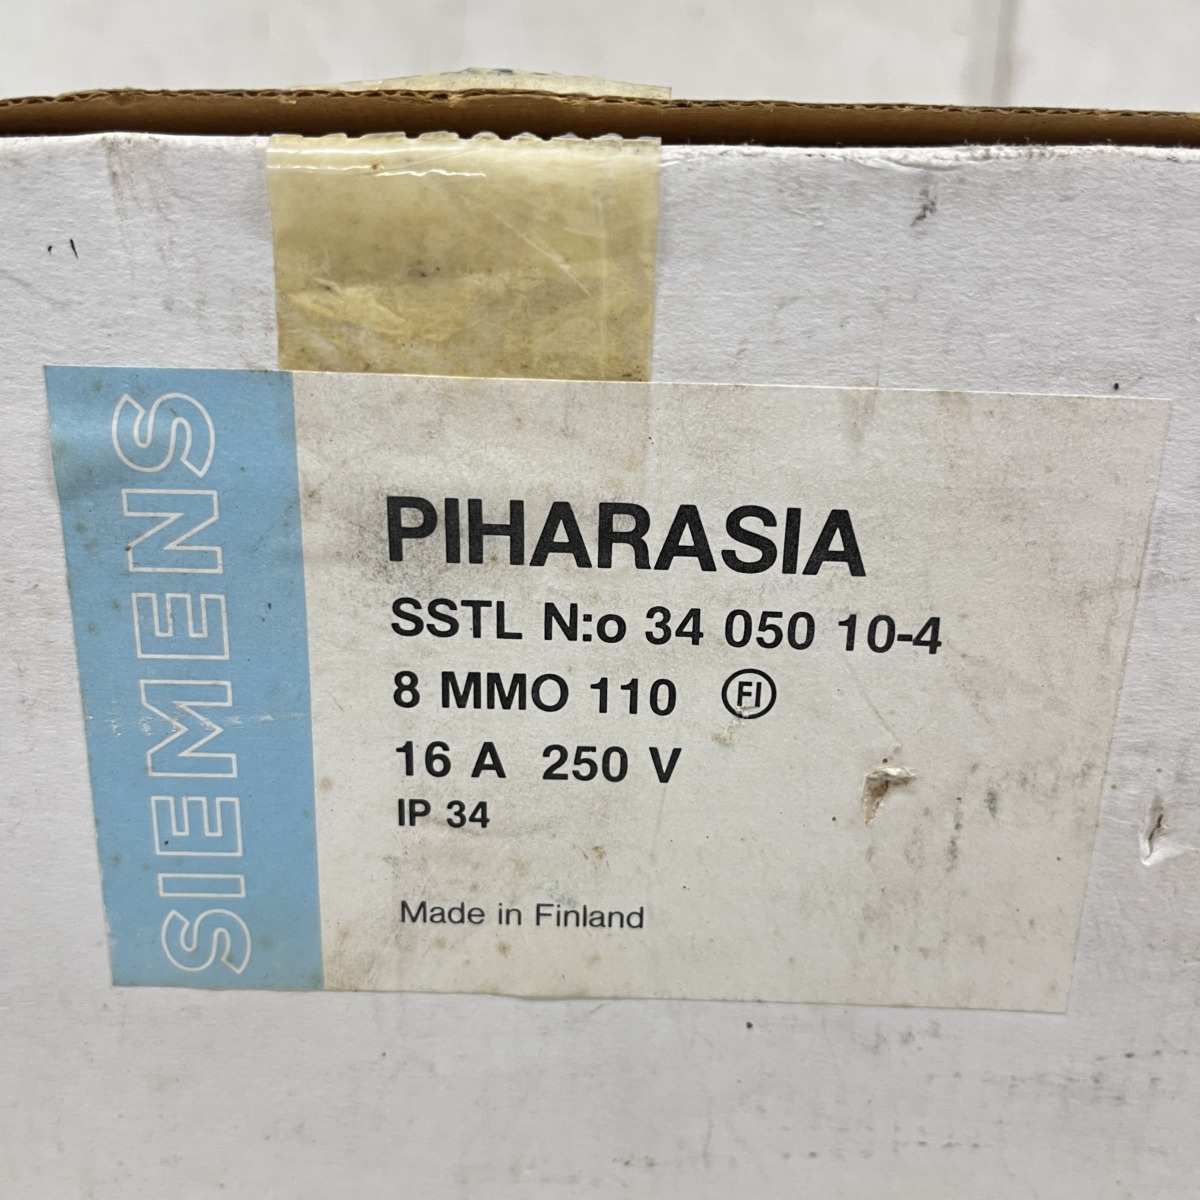 SIEMENS
PIHARASIA
SSTL N:o 34 050 10-4
8 MMO 110 FI
16 A 250 V
IP 34
Made in Finland